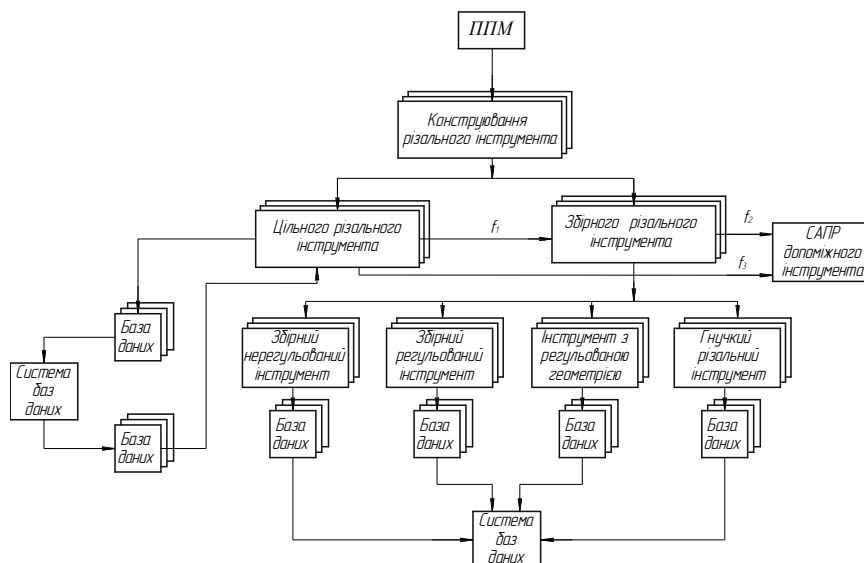 ППМ
Конструювання
різального інструмента
Цільного різального
інструмента
f₁
Збірного різального
інструмента
f₂
САПР
допоміжного
інструмента
f₃
База
даних
Система
баз
даних
База
даних
Збірний
нерегульований
інструмент
Збірний
регульований
інструмент
Інструмент з
регульованою
геометрією
Гнучкий
різальний
інструмент
База
даних
База
даних
База
даних
База
даних
Система
баз
даних